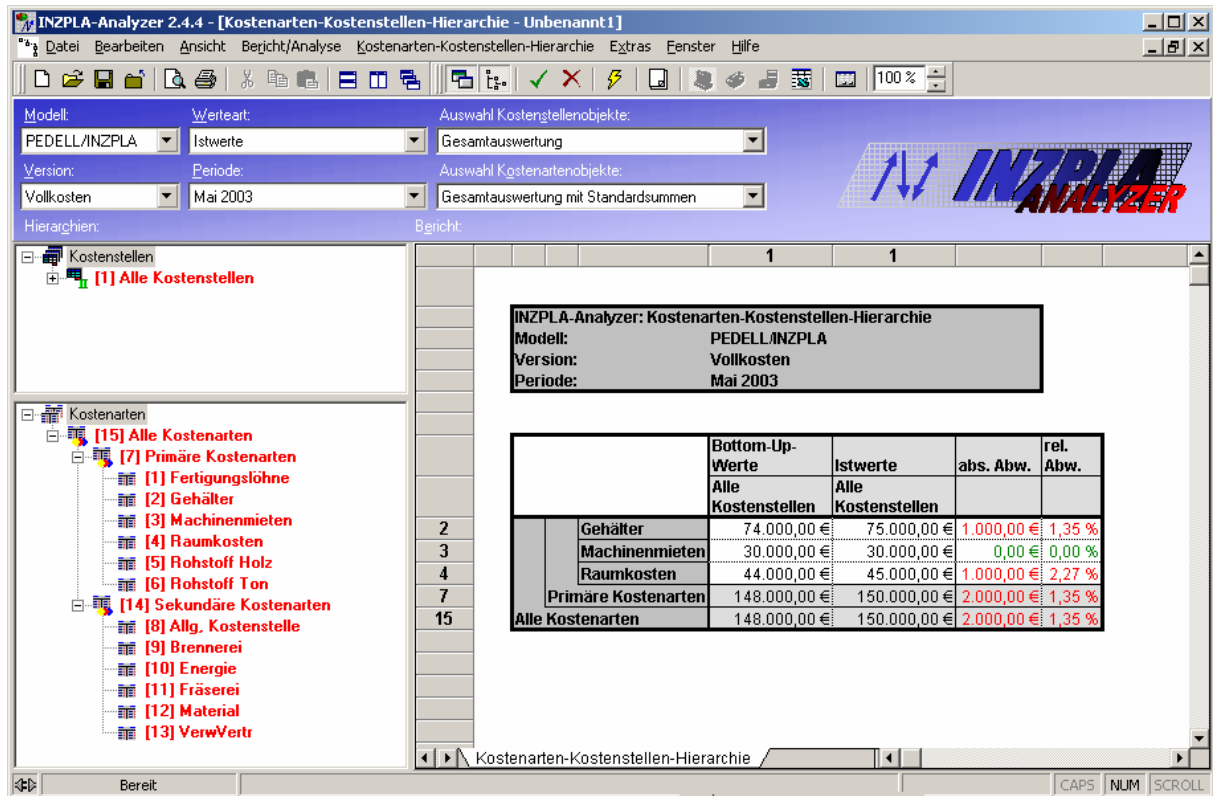 INZPLA-Analyzer 2.4.4 - [Kostenarten-Kostenstellen-Hierarchie - Unbenannt1]
Datei Bearbeiten Ansicht Bericht/Analyse Kostenarten-Kostenstellen-Hierarchie Extras Fenster Hilfe
100 %
Modell: Werteart: Auswahl Kostenstellenobjekte:
PEDELL/INZPLA Istwerte Gesamtauswertung
Version: Periode: Auswahl Kostenartenobjekte:
Vollkosten Mai 2003 Gesamtauswertung mit Standardsummen
INZPLA
ANALYZER
Hierarchien: Bericht:
Kostenstellen
[1] Alle Kostenstellen
Kostenarten
[15] Alle Kostenarten
[7] Primäre Kostenarten
[1] Fertigungslöhne
[2] Gehälter
[3] Machinenmieten
[4] Raumkosten
[5] Rohstoff Holz
[6] Rohstoff Ton
[14] Sekundäre Kostenarten
[8] Allg, Kostenstelle
[9] Brennerei
[10] Energie
[11] Fräserei
[12] Material
[13] VerwVertr
1 1
INZPLA-Analyzer: Kostenarten-Kostenstellen-Hierarchie
Modell: PEDELL/INZPLA
Version: Vollkosten
Periode: Mai 2003
Bottom-Up- rel.
Werte Istwerte abs. Abw. Abw.
Alle Alle
Kostenstellen Kostenstellen
2 Gehälter 74.000,00 € 75.000,00 € 1.000,00 € 1,35 %
3 Machinenmieten 30.000,00 € 30.000,00 € 0,00 € 0,00 %
4 Raumkosten 44.000,00 € 45.000,00 € 1.000,00 € 2,27 %
7 Primäre Kostenarten 148.000,00 € 150.000,00 € 2.000,00 € 1,35 %
15 Alle Kostenarten 148.000,00 € 150.000,00 € 2.000,00 € 1,35 %
Kostenarten-Kostenstellen-Hierarchie
Bereit CAPS NUM SCROLL